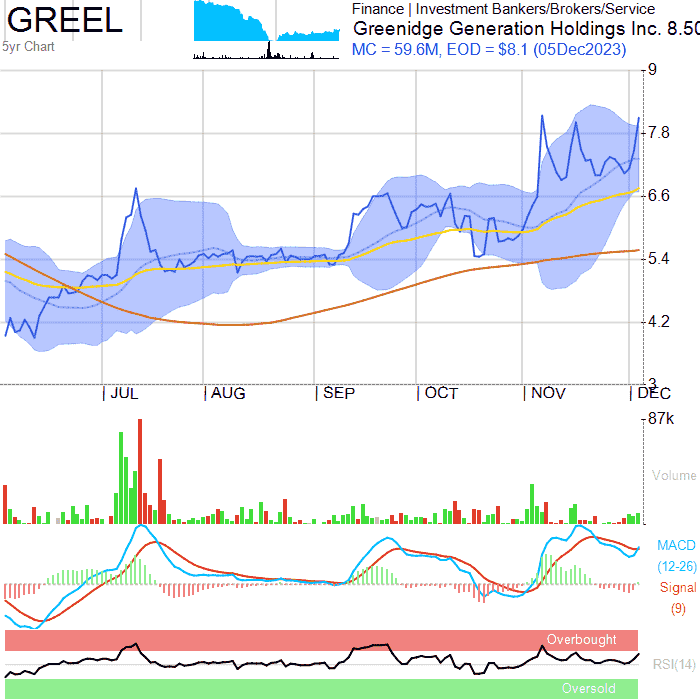 GREEL
5yr Chart
Finance | Investment Bankers/Brokers/Service
Greenidge Generation Holdings Inc. 8.50
MC = 59.6M, EOD = $8.1 (05Dec2023)
9
7.8
6.6
5.4
4.2
3
JUL AUG SEP OCT NOV DEC
87k
Volume
MACD
(12-26)
Signal
(9)
Overbought
RSI(14)
Oversold